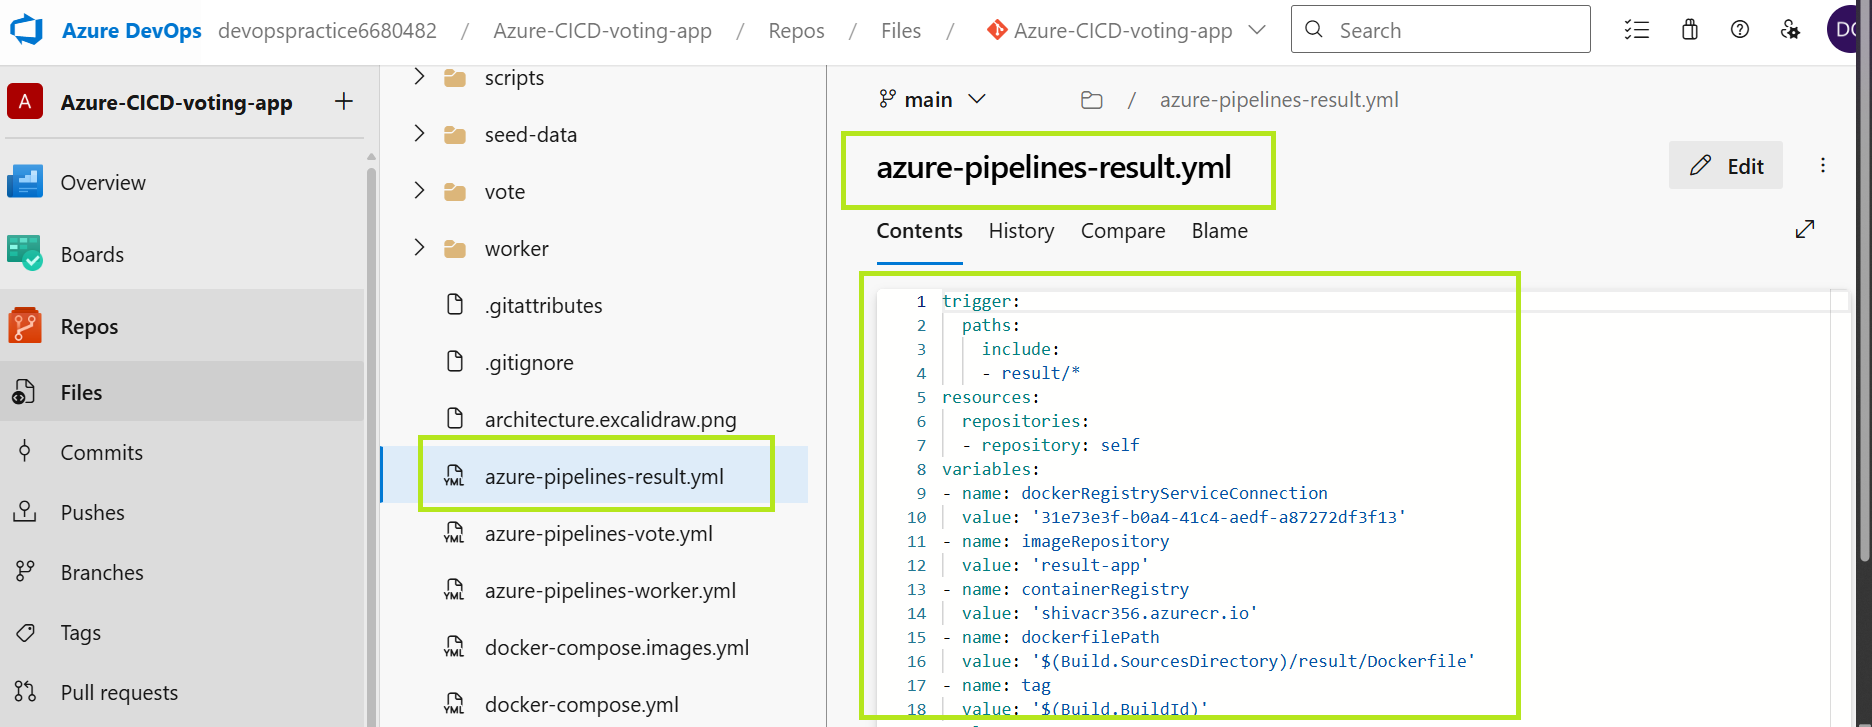 Azure DevOps devopspractice6680482 / Azure-CICD-voting-app / Repos / Files / Azure-CICD-voting-app Search
A Azure-CICD-voting-app +
Overview
Boards
Repos
Files
Commits
Pushes
Branches
Tags
Pull requests
scripts
seed-data
vote
worker
.gitattributes
.gitignore
architecture.excalidraw.png
YML azure-pipelines-result.yml
YML azure-pipelines-vote.yml
YML azure-pipelines-worker.yml
YML docker-compose.images.yml
YML docker-compose.yml
main / azure-pipelines-result.yml
azure-pipelines-result.yml
Edit
Contents History Compare Blame
1 trigger:
2 paths:
3 include:
4 - result/*
5 resources:
6 repositories:
7 - repository: self
8 variables:
9 - name: dockerRegistryServiceConnection
10 value: '31e73e3f-b0a4-41c4-aedf-a87272df3f13'
11 - name: imageRepository
12 value: 'result-app'
13 - name: containerRegistry
14 value: 'shivacr356.azurecr.io'
15 - name: dockerfilePath
16 value: '$(Build.SourcesDirectory)/result/Dockerfile'
17 - name: tag
18 value: '$(Build.BuildId)'